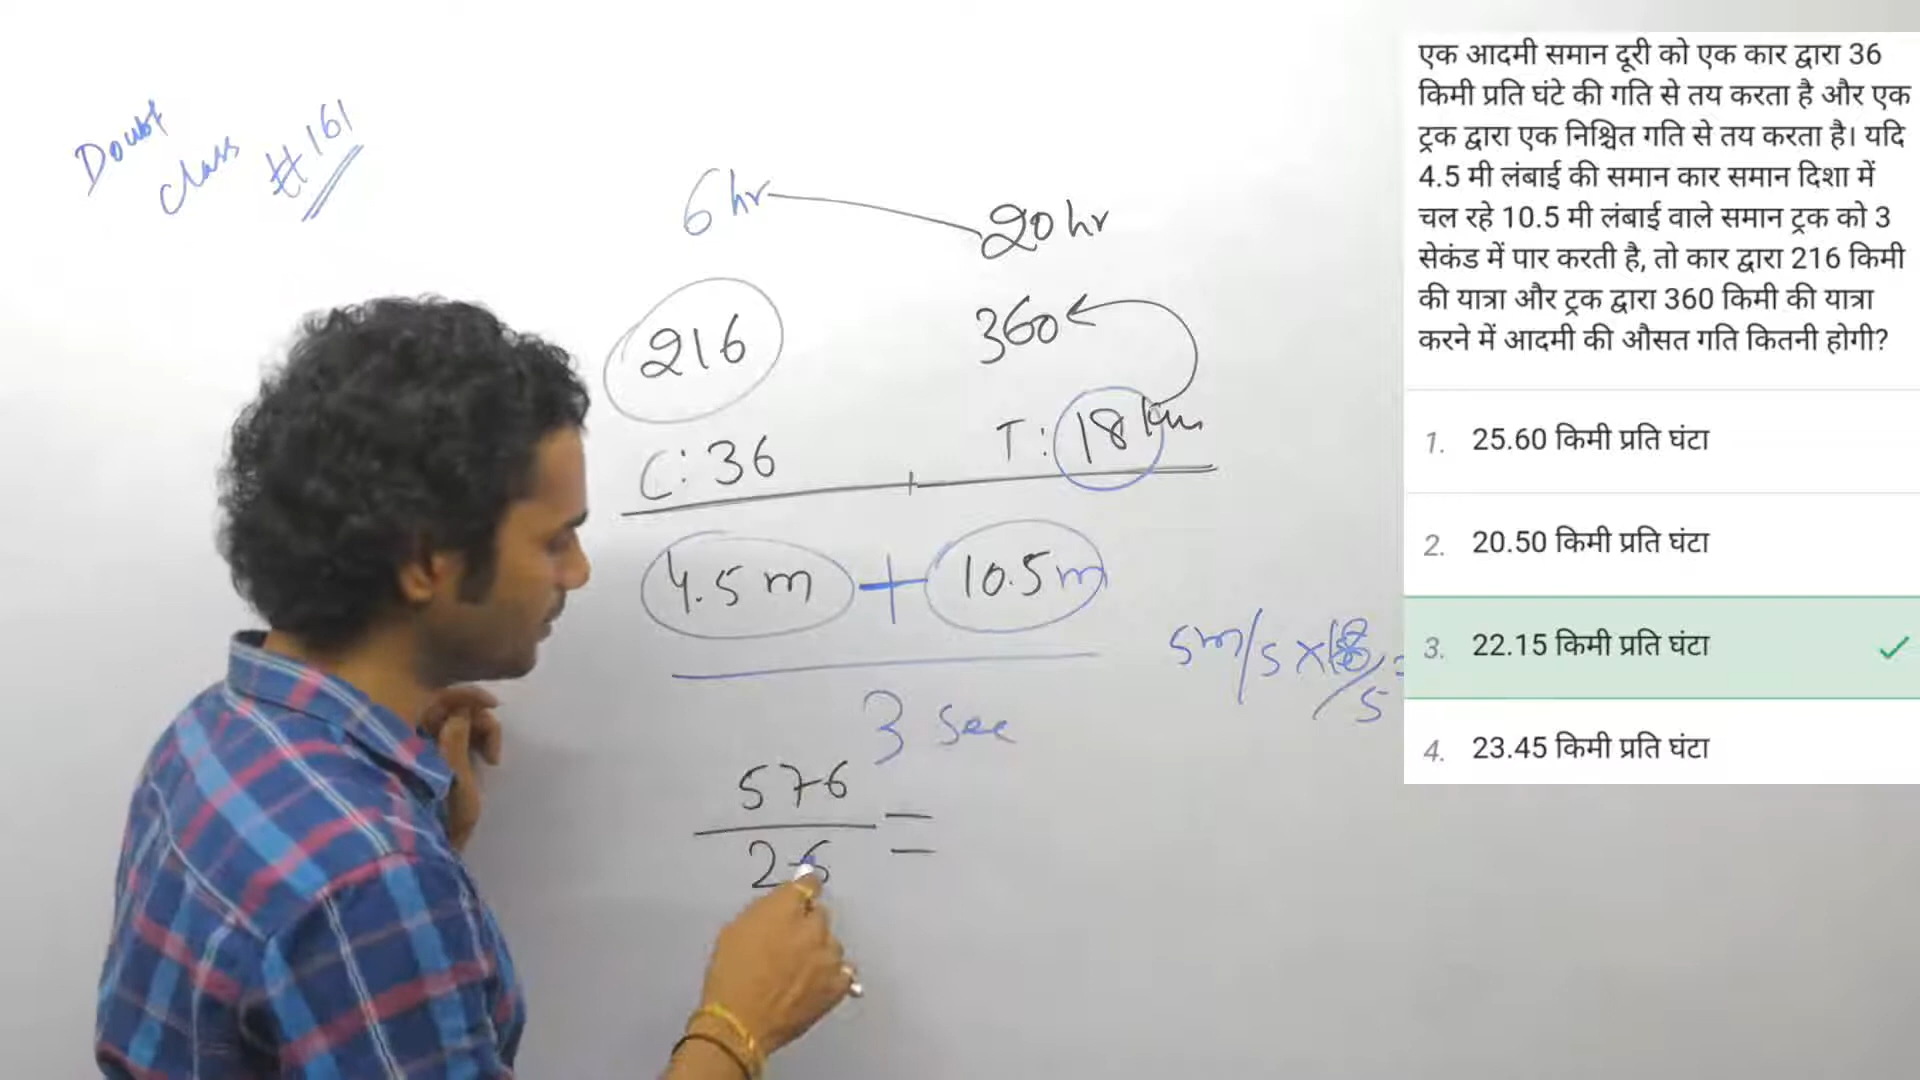 Doubt
class
#161
6 hr
20 hr
216
360
C: 36
T: 18 km
4.5 m + 10.5 m
3 sec
5 m/s × 18/5 =
576
26
=
एक आदमी समान दूरी को एक कार द्वारा 36
किमी प्रति घंटे की गति से तय करता है और एक
ट्रक द्वारा एक निश्चित गति से तय करता है। यदि
4.5 मी लंबाई की समान कार समान दिशा में
चल रहे 10.5 मी लंबाई वाले समान ट्रक को 3
सेकंड में पार करती है, तो कार द्वारा 216 किमी
की यात्रा और ट्रक द्वारा 360 किमी की यात्रा
करने में आदमी की औसत गति कितनी होगी?
1. 25.60 किमी प्रति घंटा
2. 20.50 किमी प्रति घंटा
3. 22.15 किमी प्रति घंटा
4. 23.45 किमी प्रति घंटा